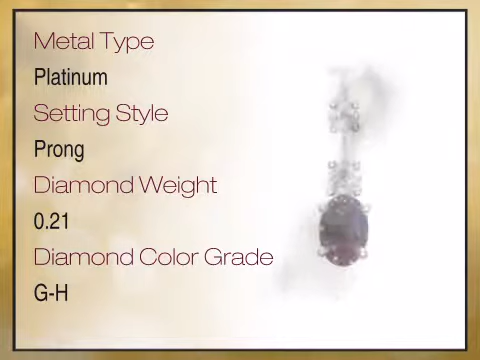 Metal Type
Platinum
Setting Style
Prong
Diamond Weight
0.21
Diamond Color Grade
G-H